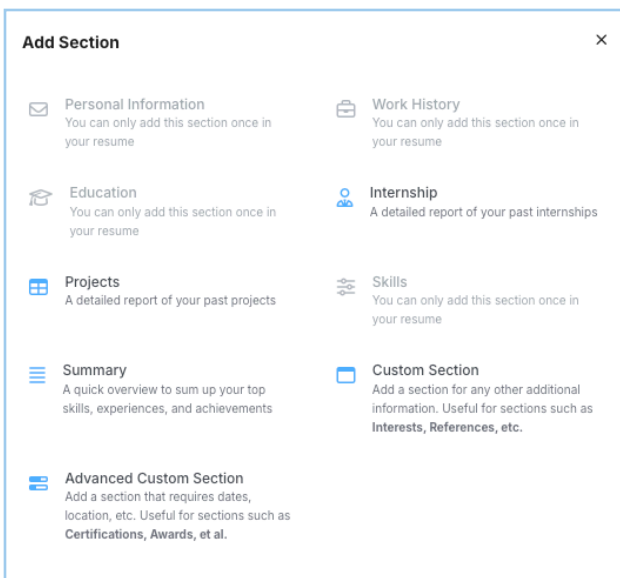 Add Section
Personal Information
You can only add this section once in
your resume
Work History
You can only add this section once in
your resume
Education
You can only add this section once in
your resume
Internship
A detailed report of your past internships
Projects
A detailed report of your past projects
Skills
You can only add this section once in
your resume
Summary
A quick overview to sum up your top
skills, experiences, and achievements
Custom Section
Add a section for any other additional
information. Useful for sections such as
Interests, References, etc.
Advanced Custom Section
Add a section that requires dates,
location, etc. Useful for sections such as
Certifications, Awards, et al.